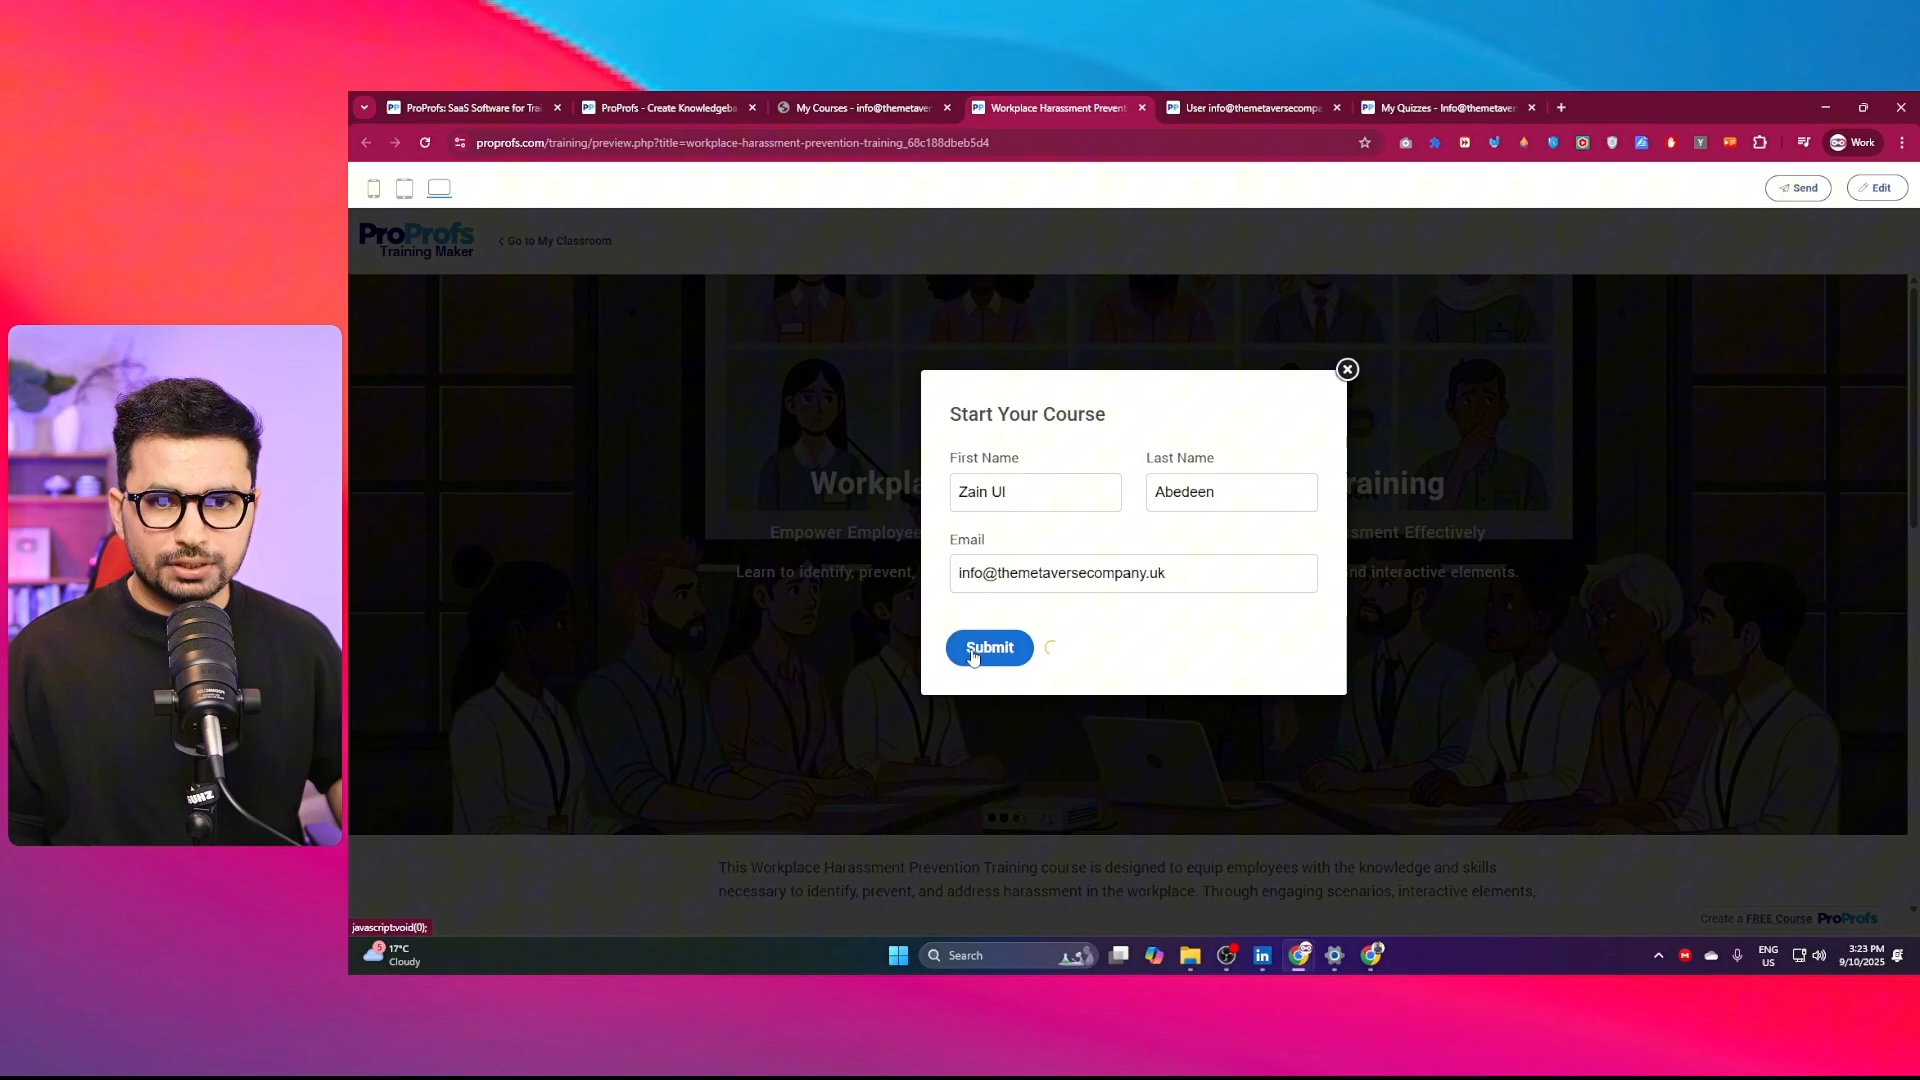 ProProfs: SaaS Software for Trai
ProProfs - Create Knowledgeba
My Courses - info@themetaver
Workplace Harassment Prevent
User info@themetaversecompa
My Quizzes - Info@themetaver
proprofs.com/training/preview.php?title=workplace-harassment-prevention-training_68c188dbeb5d4
Work
Send
Edit
ProProfs
Training Maker
< Go to My Classroom
Start Your Course
First Name
Last Name
Zain Ul
Abedeen
Workpla
raining
Email
Empower Employee
ssment Effectively
info@themetaversecompany.uk
Learn to identify, prevent,
nd interactive elements.
Submit
This Workplace Harassment Prevention Training course is designed to equip employees with the knowledge and skills
necessary to identify, prevent, and address harassment in the workplace. Through engaging scenarios, interactive elements,
Create a FREE Course ProProfs
javascript:void(0);
5
17°C
Cloudy
Search
ENG
US
3:23 PM
9/10/2025